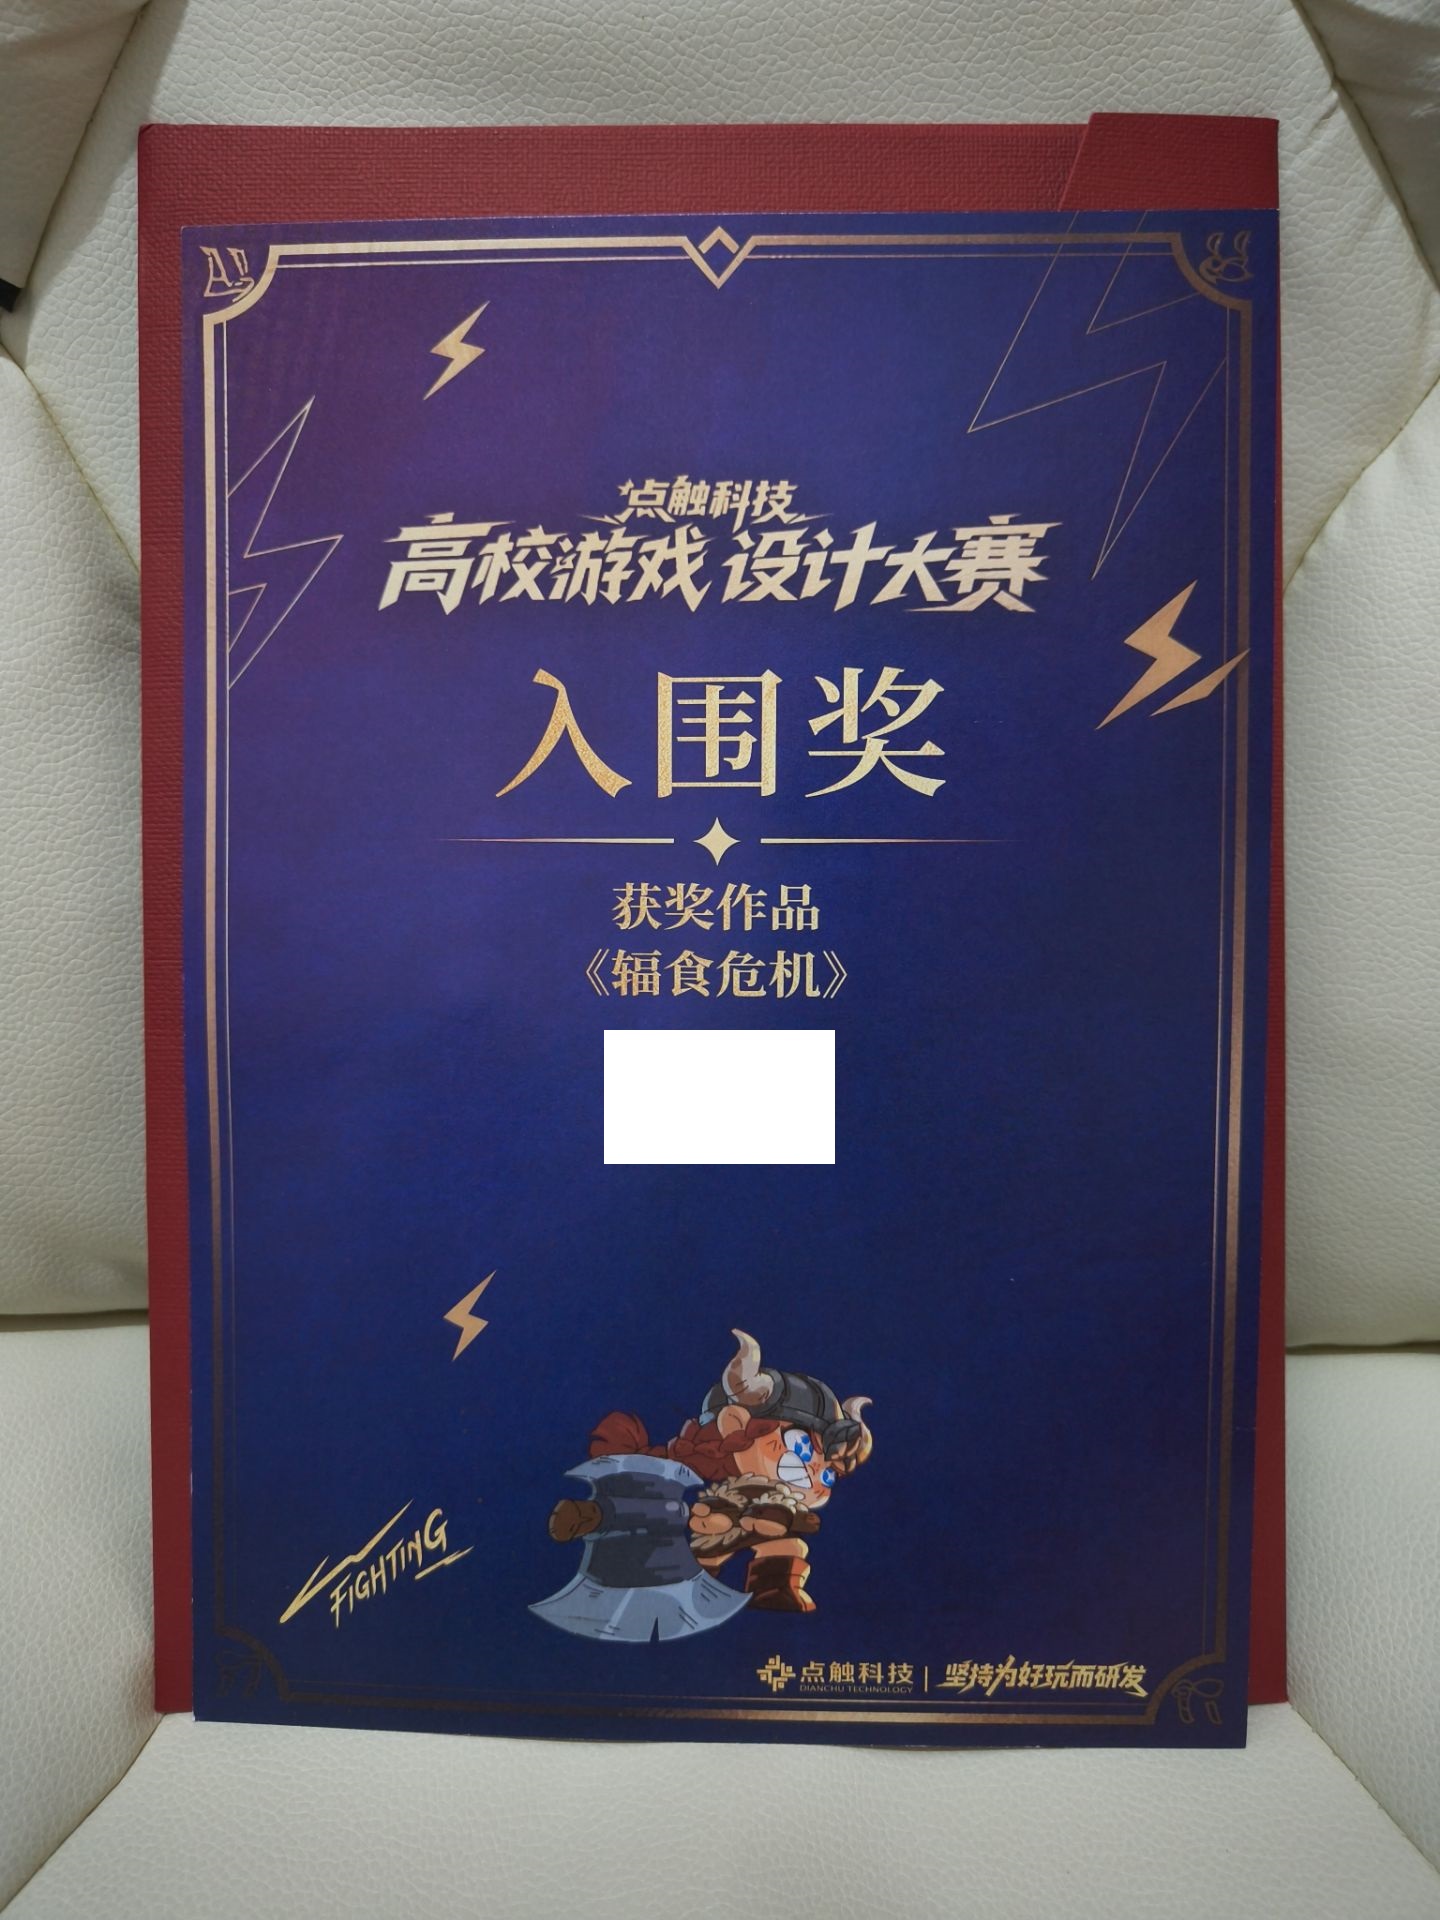 点触科技
高校游戏设计大赛
入围奖
获奖作品
《辐食危机》
FIGHTING
点触科技 | 坚持为好玩而研发
DIANCHU TECHNOLOGY